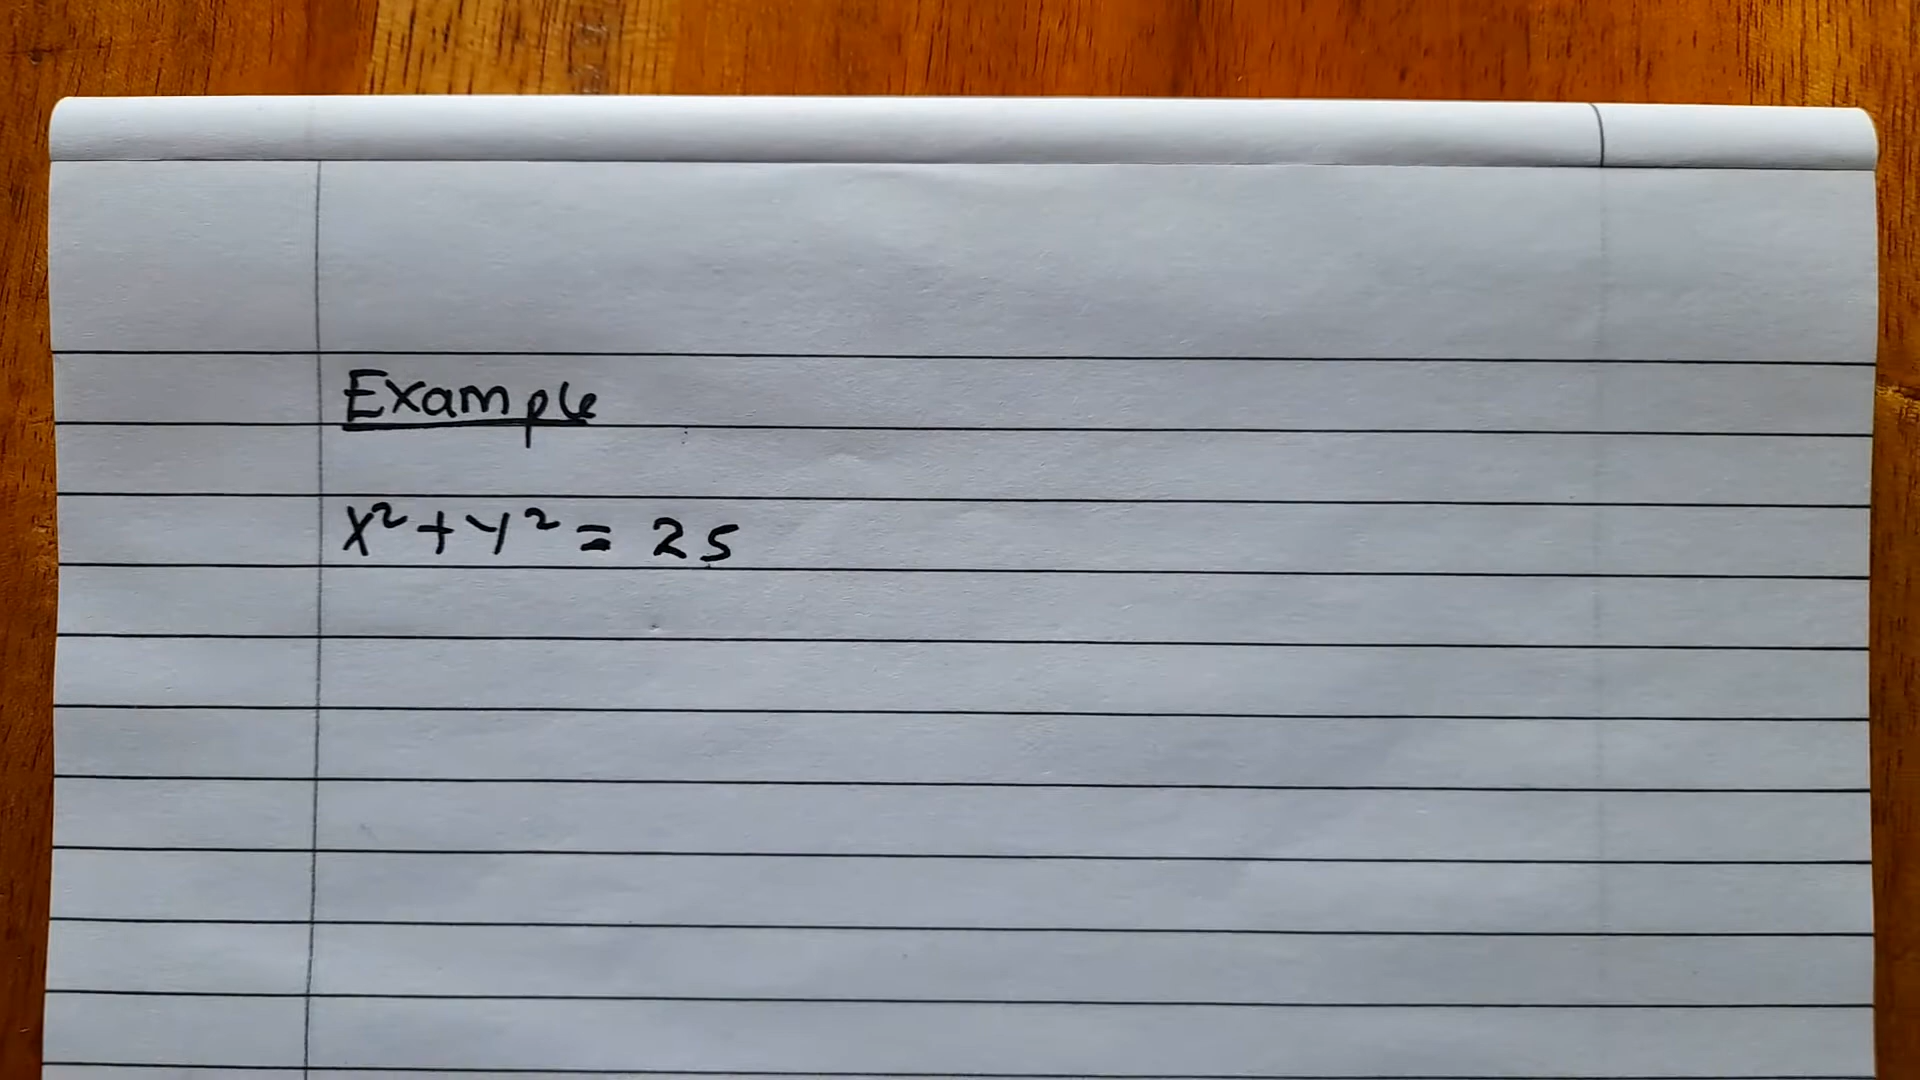 Example
x² + y² = 25